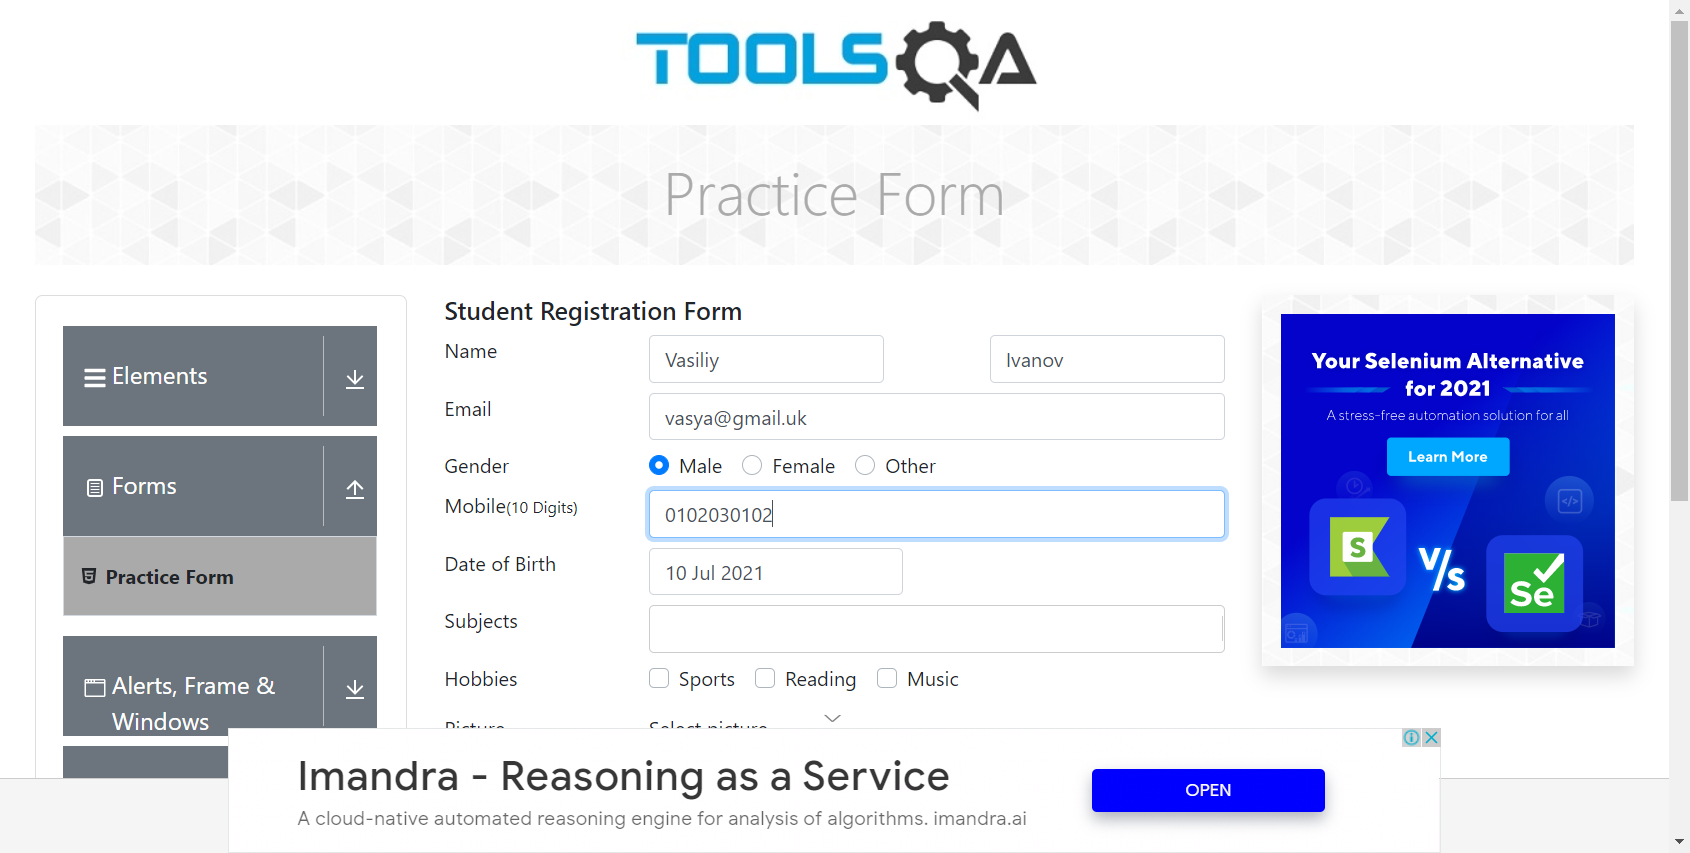 TOOLSQA
Practice Form
Elements
Forms
Practice Form
Alerts, Frame &
Windows
Student Registration Form
Name Vasiliy Ivanov
Email vasya@gmail.uk
Gender Male Female Other
Mobile(10 Digits) 0102030102
Date of Birth 10 Jul 2021
Subjects
Hobbies Sports Reading Music
Picture Select picture
Your Selenium Alternative
for 2021
A stress-free automation solution for all
Learn More
S
V/s
Se
Imandra - Reasoning as a Service
A cloud-native automated reasoning engine for analysis of algorithms. imandra.ai
OPEN